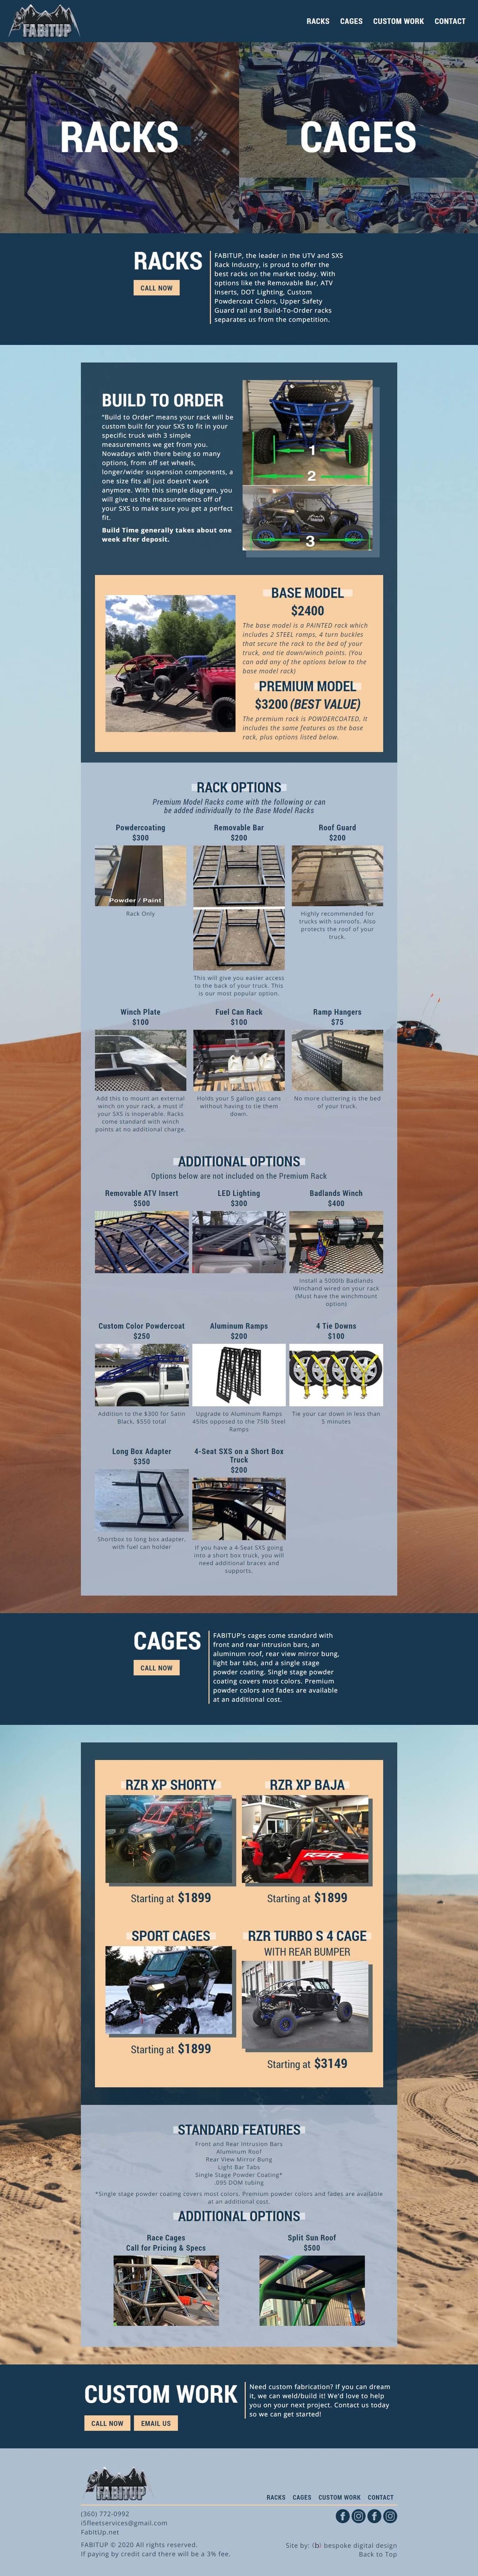 FABITUP
RACKS CAGES CUSTOM WORK CONTACT
RACKS
CAGES
RACKS
CALL NOW
FABITUP, the leader in the UTV and SXS
Rack Industry, is proud to offer the
best racks on the market today. With
options like the Removable Bar, ATV
Inserts, DOT Lighting, Custom
Powdercoat Colors, Upper Safety
Guard rail and Build-To-Order racks
separates us from the competition.
BUILD TO ORDER
"Build to Order" means your rack will be
custom built for your SXS to fit in your
specific truck with 3 simple
measurements we get from you.
Nowadays with there being so many
options, from off set wheels,
longer/wider suspension components, a
one size fits all just doesn't work
anymore. With this simple diagram, you
will give us the measurements off of
your SXS to make sure you get a perfect
fit.
Build Time generally takes about one
week after deposit.
1
2
3
BASE MODEL
$2400
The base model is a PAINTED rack which
includes 2 STEEL ramps, 4 turn buckles
that secure the rack to the bed of your
truck, and tie down/winch points. (You
can add any of the options below to the
base model rack)
PREMIUM MODEL
$3200 (BEST VALUE)
The premium rack is POWDERCOATED, it
includes the same features as the base
rack, plus options listed below.
RACK OPTIONS
Premium Model Racks come with the following or can
be added individually to the Base Model Racks
Powdercoating
$300
Powder / Paint
Rack Only
Removable Bar
$200
This will give you easier access
to the back of your truck. This
is our most popular option.
Roof Guard
$200
Highly recommended for
trucks with sunroofs. Also
protects the roof of your
truck.
Winch Plate
$100
Add this to mount an external
winch on your rack, a must if
your SXS is inoperable. Racks
come standard with winch
points at no additional charge.
Fuel Can Rack
$100
Holds your 5 gallon gas cans
without having to tie them
down.
Ramp Hangers
$75
No more cluttering is the bed
of your truck.
ADDITIONAL OPTIONS
Options below are not included on the Premium Rack
Removable ATV Insert
$500
LED Lighting
$300
Badlands Winch
$400
Install a 5000lb Badlands
Winchand wired on your rack
(Must have the winchmount
option)
Custom Color Powdercoat
$250
Addition to the $300 for Satin
Black, $550 total
Aluminum Ramps
$200
Upgrade to Aluminum Ramps
45lbs opposed to the 75lb Steel
Ramps
4 Tie Downs
$100
Tie your car down in less than
5 minutes
Long Box Adapter
$350
Shortbox to long box adapter,
with fuel can holder
4-Seat SXS on a Short Box
Truck
$200
If you have a 4-Seat SXS going
into a short box truck, you will
need additional braces and
supports.
CAGES
CALL NOW
FABITUP's cages come standard with
front and rear intrusion bars, an
aluminum roof, rear view mirror bung,
light bar tabs, and a single stage
powder coating. Single stage powder
coating covers most colors. Premium
powder colors and fades are available
at an additional cost.
RZR XP SHORTY
Starting at $1899
RZR XP BAJA
RZR
Starting at $1899
SPORT CAGES
Starting at $1899
RZR TURBO S 4 CAGE
WITH REAR BUMPER
Starting at $3149
STANDARD FEATURES
Front and Rear Intrusion Bars
Aluminum Roof
Rear View Mirror Bung
Light Bar Tabs
Single Stage Powder Coating*
.095 DOM tubing
*Single stage powder coating covers most colors. Premium powder colors and fades are available
at an additional cost.
ADDITIONAL OPTIONS
Race Cages
Call for Pricing & Specs
Split Sun Roof
$500
CUSTOM WORK
CALL NOW
EMAIL US
Need custom fabrication? If you can dream
it, we can weld/build it! We'd love to help
you on your next project. Contact us today
so we can get started!
FABITUP
RACKS CAGES CUSTOM WORK CONTACT
(360) 772-0992
i5fleetservices@gmail.com
FabItUp.net
FABITUP © 2020 All rights reserved.
If paying by credit card there will be a 3% fee.
Site by: (b) bespoke digital design
Back to Top